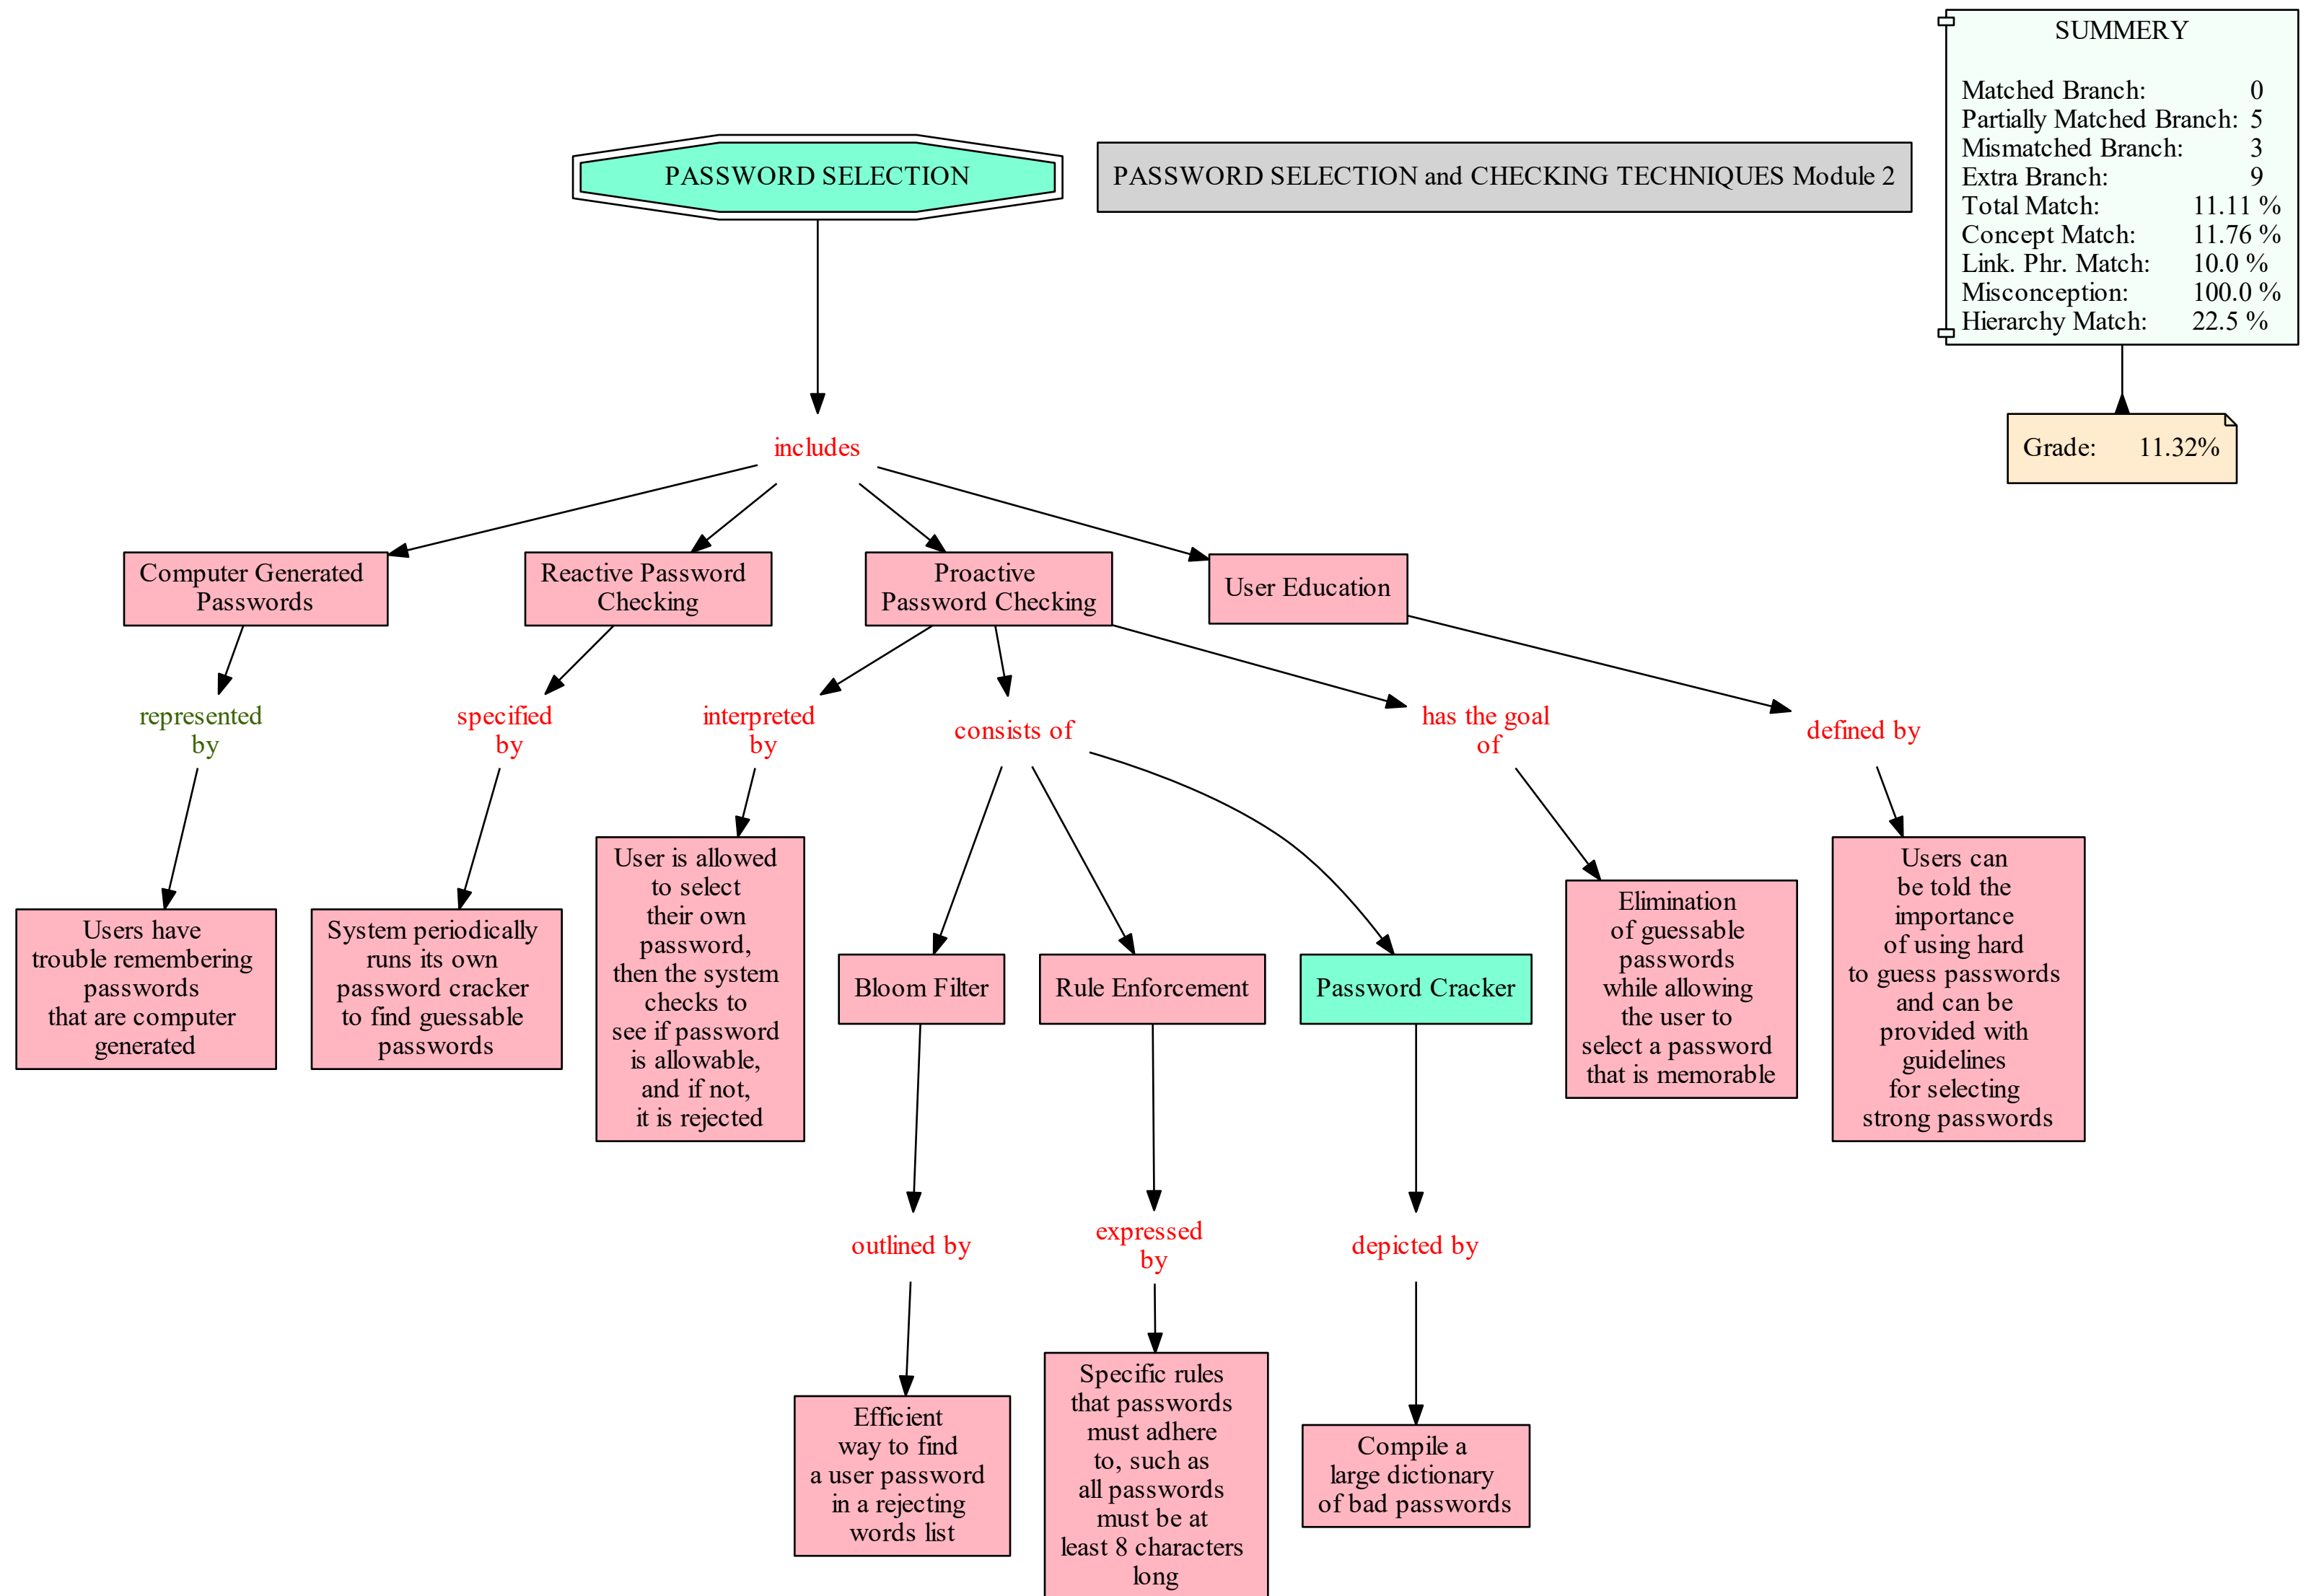 SUMMERY
Matched Branch: 0
Partially Matched Branch: 5
Mismatched Branch: 3
Extra Branch: 9
Total Match: 11.11 %
Concept Match: 11.76 %
Link. Phr. Match: 10.0 %
Misconception: 100.0 %
Hierarchy Match: 22.5 %
PASSWORD SELECTION
PASSWORD SELECTION and CHECKING TECHNIQUES Module 2
Grade: 11.32%
includes
Computer Generated
Passwords
Reactive Password
Checking
Proactive
Password Checking
User Education
represented
by
specified
by
interpreted
by
consists of
has the goal
of
defined by
Users have
trouble remembering
passwords
that are computer
generated
System periodically
runs its own
password cracker
to find guessable
passwords
User is allowed
to select
their own
password,
then the system
checks to
see if password
is allowable,
and if not,
it is rejected
Bloom Filter
Rule Enforcement
Password Cracker
Elimination
of guessable
passwords
while allowing
the user to
select a password
that is memorable
Users can
be told the
importance
of using hard
to guess passwords
and can be
provided with
guidelines
for selecting
strong passwords
outlined by
expressed
by
depicted by
Efficient
way to find
a user password
in a rejecting
words list
Specific rules
that passwords
must adhere
to, such as
all passwords
must be at
least 8 characters
long
Compile a
large dictionary
of bad passwords